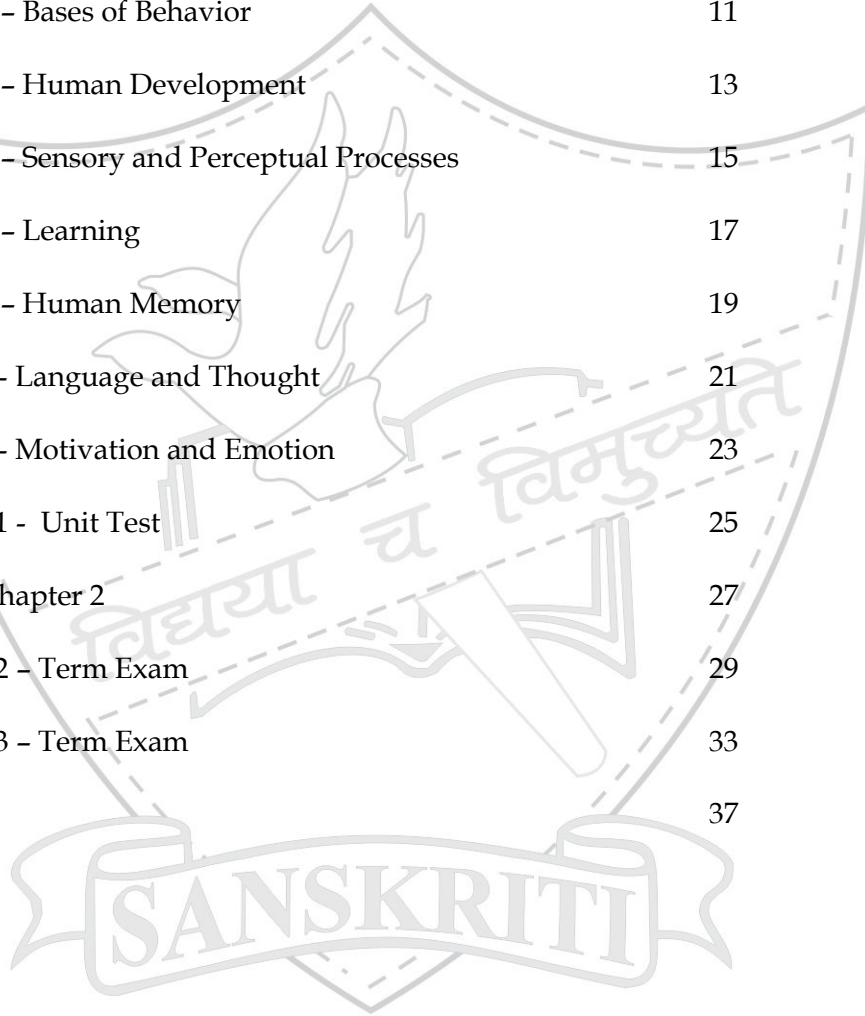 – Bases of Behavior 11
– Human Development 13
– Sensory and Perceptual Processes 15
– Learning 17
– Human Memory 19
- Language and Thought 21
- Motivation and Emotion 23
1 - Unit Test 25
hapter 2 27
2 – Term Exam 29
3 – Term Exam 33
37
विद्यया च विमुच्यते
SANSKRITI